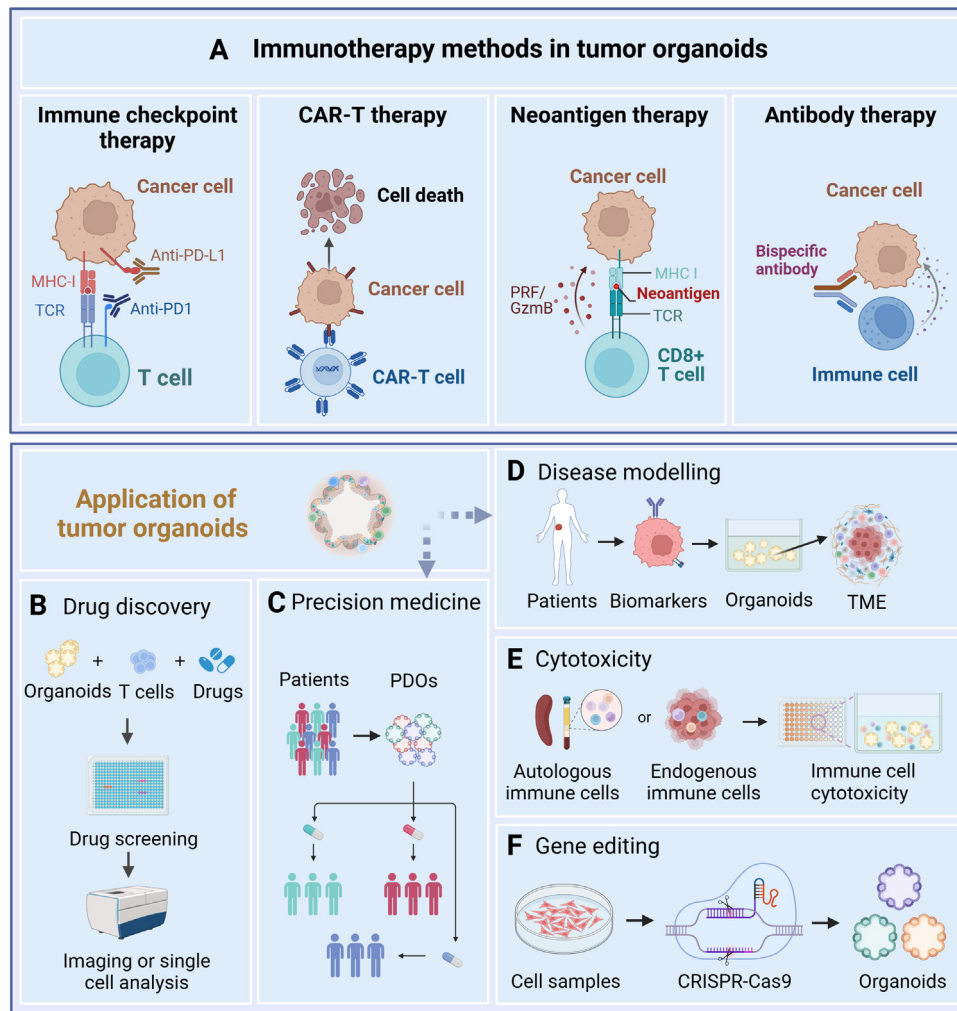 A Immunotherapy methods in tumor organoids
Immune checkpoint
therapy
Cancer cell
Anti-PD-L1
MHC-I
TCR
Anti-PD1
T cell
CAR-T therapy
Cell death
Cancer cell
CAR-T cell
Neoantigen therapy
Cancer cell
PRF/
GzmB
MHC I
Neoantigen
TCR
CD8+
T cell
Antibody therapy
Cancer cell
Bispecific
antibody
Immune cell
Application of
tumor organoids
B Drug discovery
+ +
Organoids T cells Drugs
Drug screening
Imaging or single
cell analysis
C Precision medicine
Patients PDOs
D Disease modelling
Patients Biomarkers Organoids TME
E Cytotoxicity
or
Autologous
immune cells
Endogenous
immune cells
Immune cell
cytotoxicity
F Gene editing
Cell samples CRISPR-Cas9 Organoids